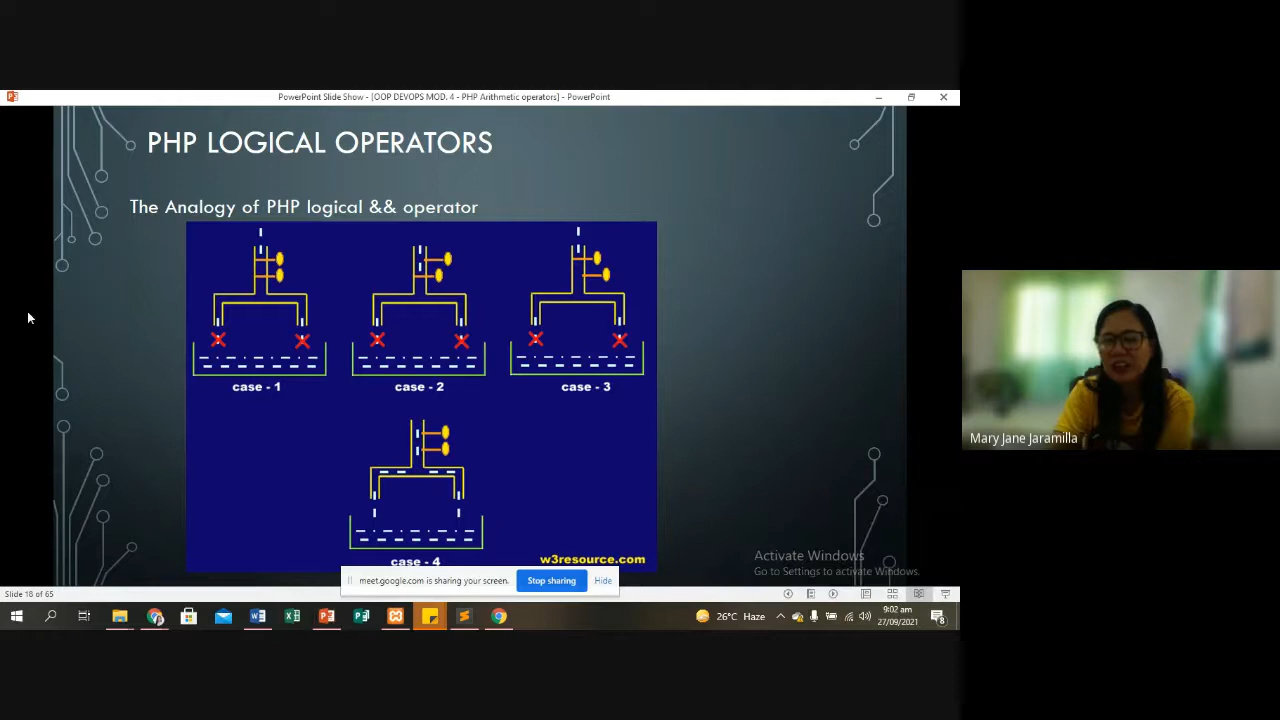 PowerPoint Slide Show - [OOP DEVOPS MOD. 4 - PHP Arithmetic operators] - PowerPoint
PHP LOGICAL OPERATORS
The Analogy of PHP logical && operator
case - 1
case - 2
case - 3
Mary Jane Jaramilla
case - 4
w3resource.com
Activate Windows
Go to Settings to activate Windows.
meet.google.com is sharing your screen.
Stop sharing
Hide
Slide 18 of 65
26°C Haze
9:02 am
27/09/2021
8